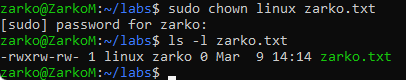 zarko@ZarkoM:~/labs$ sudo chown linux zarko.txt
[sudo] password for zarko:
zarko@ZarkoM:~/labs$ ls -l zarko.txt
-rwxrw-rw- 1 linux zarko 0 Mar  9 14:14 zarko.txt
zarko@ZarkoM:~/labs$